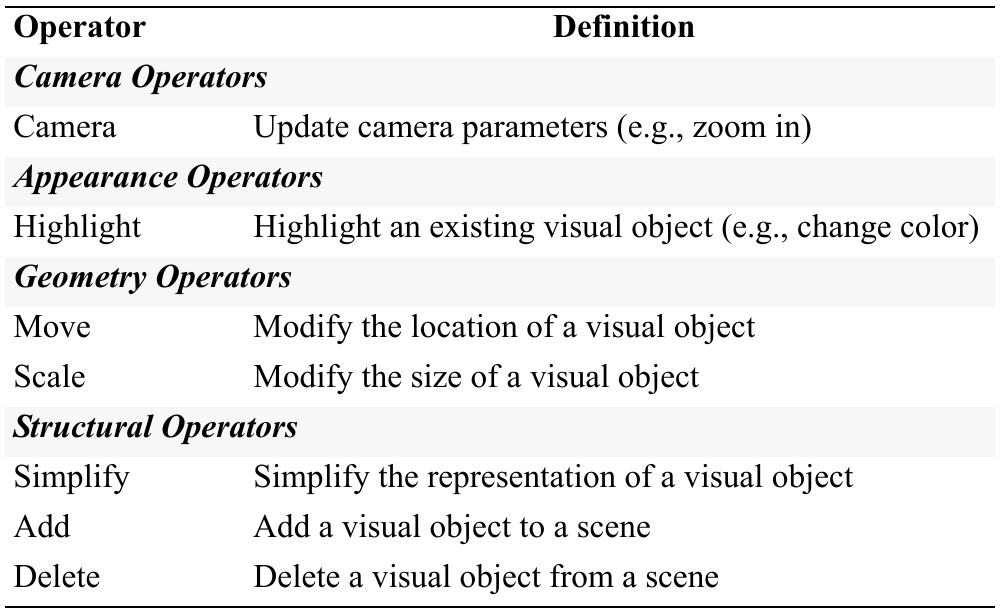 Operator Definition
Camera Operators
Camera Update camera parameters (e.g., zoom in)
Appearance Operators
Highlight Highlight an existing visual object (e.g., change color)
Geometry Operators
Move Modify the location of a visual object
Scale Modify the size of a visual object
Structural Operators
Simplify Simplify the representation of a visual object
Add Add a visual object to a scene
Delete Delete a visual object from a scene